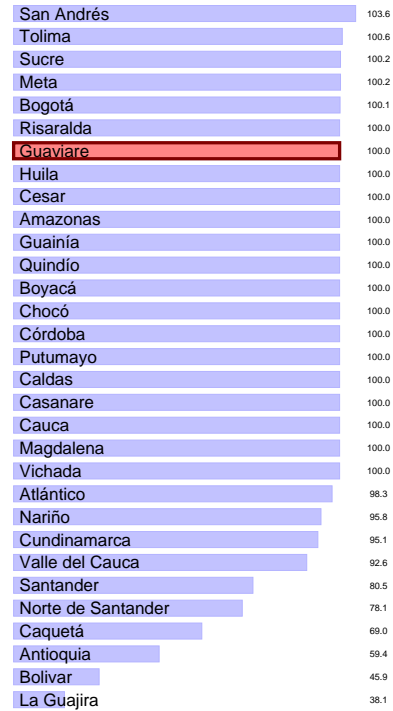 San Andrés 103.6
Tolima 100.6
Sucre 100.2
Meta 100.2
Bogotá 100.1
Risaralda 100.0
Guaviare 100.0
Huila 100.0
Cesar 100.0
Amazonas 100.0
Guainía 100.0
Quindío 100.0
Boyacá 100.0
Chocó 100.0
Córdoba 100.0
Putumayo 100.0
Caldas 100.0
Casanare 100.0
Cauca 100.0
Magdalena 100.0
Vichada 100.0
Atlántico 98.3
Nariño 95.8
Cundinamarca 95.1
Valle del Cauca 92.6
Santander 80.5
Norte de Santander 78.1
Caquetá 69.0
Antioquia 59.4
Bolivar 45.9
La Guajira 38.1